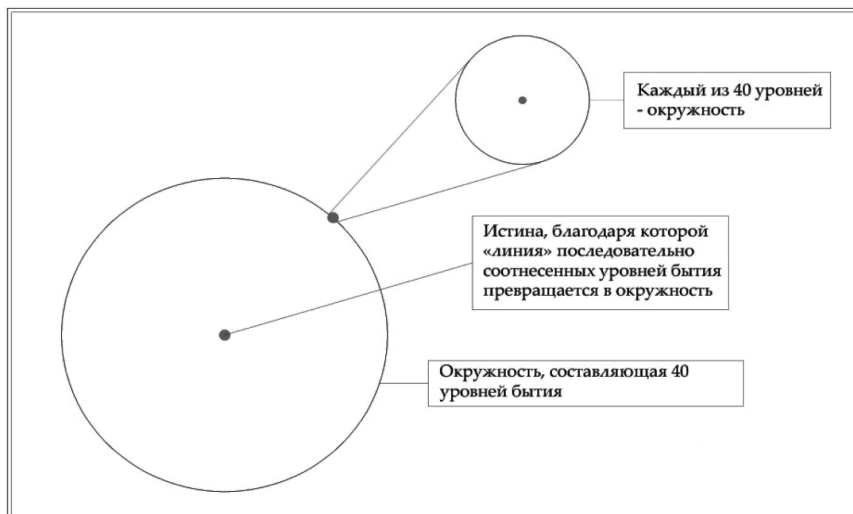 Каждый из 40 уровней
- окружность
Истина, благодаря которой
«линия» последовательно
соотнесенных уровней бытия
превращается в окружность
Окружность, составляющая 40
уровней бытия